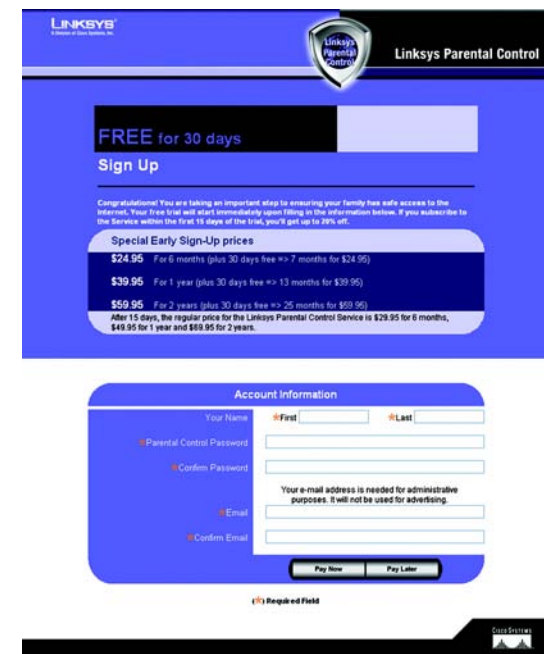 LINKSYS®
A Division of Cisco Systems, Inc.
Linksys
Parental
Control
Linksys Parental Control
FREE for 30 days
Sign Up
Congratulations! You are taking an important step to ensuring your family has safe access to the
Internet. Your free trial will start immediately upon filling in the information below. If you subscribe to
the Service within the first 15 days of the trial, you'll get up to 20% off.
Special Early Sign-Up prices
$24.95 For 6 months (plus 30 days free => 7 months for $24.95)
$39.95 For 1 year (plus 30 days free => 13 months for $39.95)
$59.95 For 2 years (plus 30 days free => 25 months for $59.95)
After 15 days, the regular price for the Linksys Parental Control Service is $29.95 for 6 months,
$49.95 for 1 year and $69.95 for 2 years.
Account Information
Your Name *First *Last
*Parental Control Password
*Confirm Password
Your e-mail address is needed for administrative
purposes. It will not be used for advertising.
*Email
*Confirm Email
Pay Now Pay Later
(*) Required Field
CISCO SYSTEMS